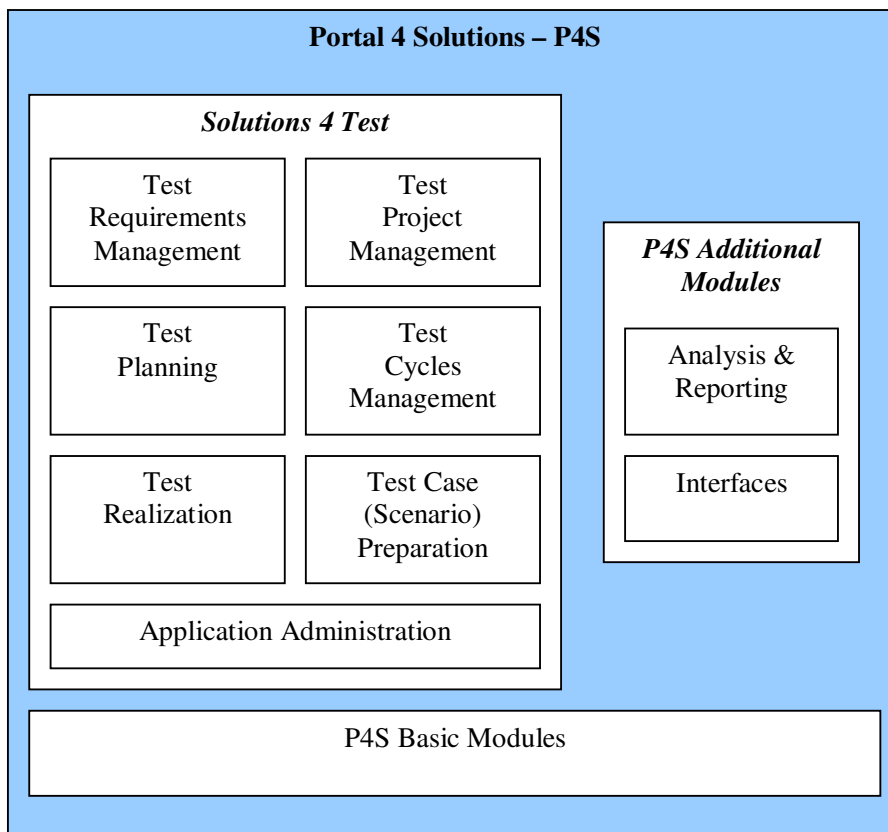 Portal 4 Solutions – P4S
Solutions 4 Test
Test
Requirements
Management
Test
Project
Management
Test
Planning
Test
Cycles
Management
Test
Realization
Test Case
(Scenario)
Preparation
Application Administration
P4S Additional
Modules
Analysis &
Reporting
Interfaces
P4S Basic Modules